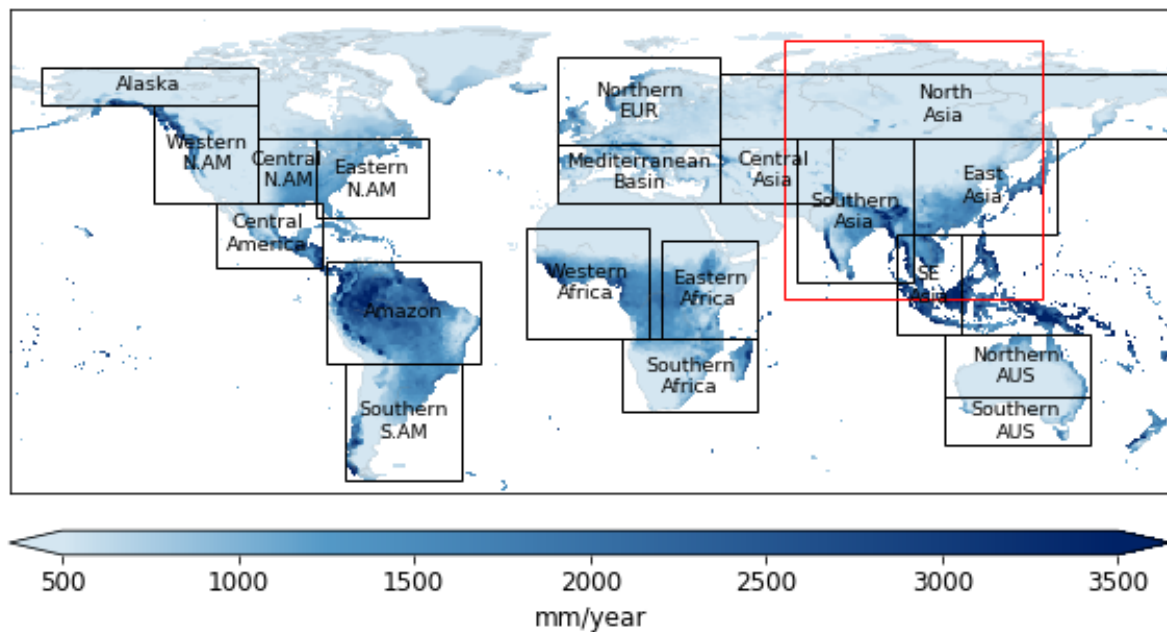 Alaska
Northern
EUR
North
Asia
Western
N.AM
Central
N.AM
Eastern
N.AM
Mediterranean
Basin
Central
Asia
East
Asia
Southern
Asia
Central
America
Western
Africa
Eastern
Africa
SE
Asia
Amazon
Northern
AUS
Southern
Africa
Southern
S.AM
Southern
AUS
500 1000 1500 2000 2500 3000 3500
mm/year